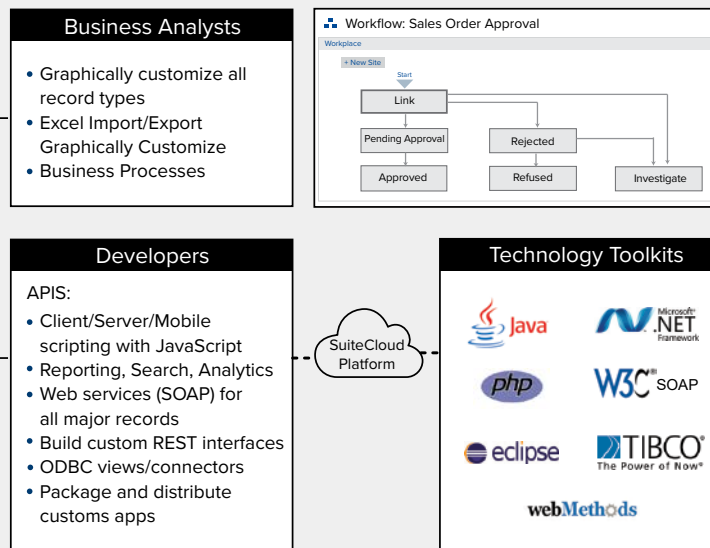 Business Analysts
• Graphically customize all
record types
• Excel Import/Export
Graphically Customize
• Business Processes
Workflow: Sales Order Approval
Workplace
+ New Site
Start
Link
Pending Approval
Rejected
Approved
Refused
Investigate
Developers
APIS:
• Client/Server/Mobile
scripting with JavaScript
• Reporting, Search, Analytics
• Web services (SOAP) for
all major records
• Build custom REST interfaces
• ODBC views/connectors
• Package and distribute
customs apps
SuiteCloud
Platform
Technology Toolkits
Java
Microsoft®
.NET
Framework
php
W3C® SOAP
eclipse
TIBCO®
The Power of Now®
webMethods